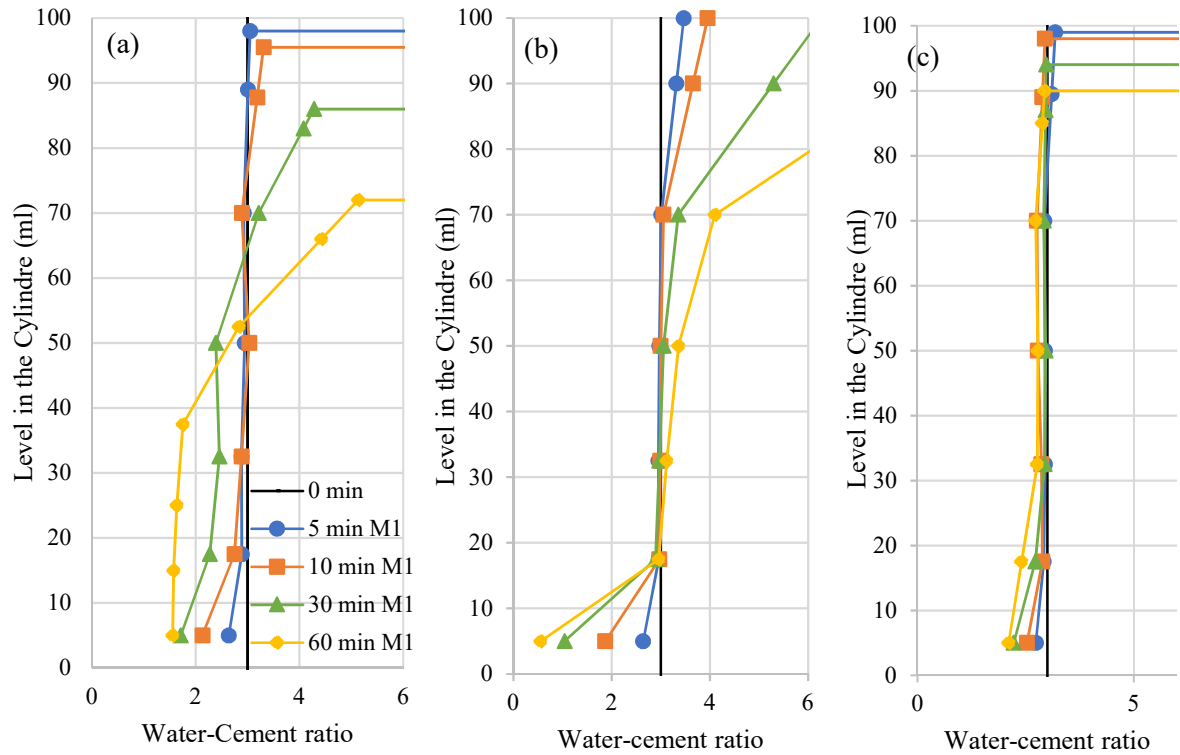 (a)
Level in the Cylindre (ml)
100
90
80
70
60
50
40
30
20
10
0
0 min
5 min M1
10 min M1
30 min M1
60 min M1
0 2 4 6
Water-Cement ratio
(b)
Level in the Cylindre (ml)
100
90
80
70
60
50
40
30
20
10
0
0 2 4 6
Water-cement ratio
(c)
Level in the Cylindre (ml)
100
90
80
70
60
50
40
30
20
10
0
0 5
Water-cement ratio